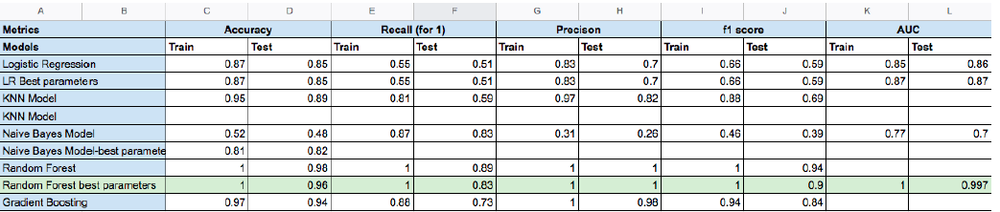 A B C D E F G H I J K L
Metrics Accuracy Recall (for 1) Precison f1 score AUC
Models Train Test Train Test Train Test Train Test Train Test
Logistic Regression 0.87 0.85 0.55 0.51 0.83 0.7 0.66 0.59 0.85 0.86
LR Best parameters 0.87 0.85 0.55 0.51 0.83 0.7 0.66 0.59 0.87 0.87
KNN Model 0.95 0.89 0.81 0.59 0.97 0.82 0.88 0.69
KNN Model
Naive Bayes Model 0.52 0.48 0.87 0.83 0.31 0.26 0.46 0.39 0.77 0.7
Naive Bayes Model-best paramete 0.81 0.82
Random Forest 1 0.98 1 0.89 1 1 1 0.94
Random Forest best parameters 1 0.96 1 0.83 1 1 1 0.9 1 0.997
Gradient Boosting 0.97 0.94 0.88 0.73 1 0.98 0.94 0.84